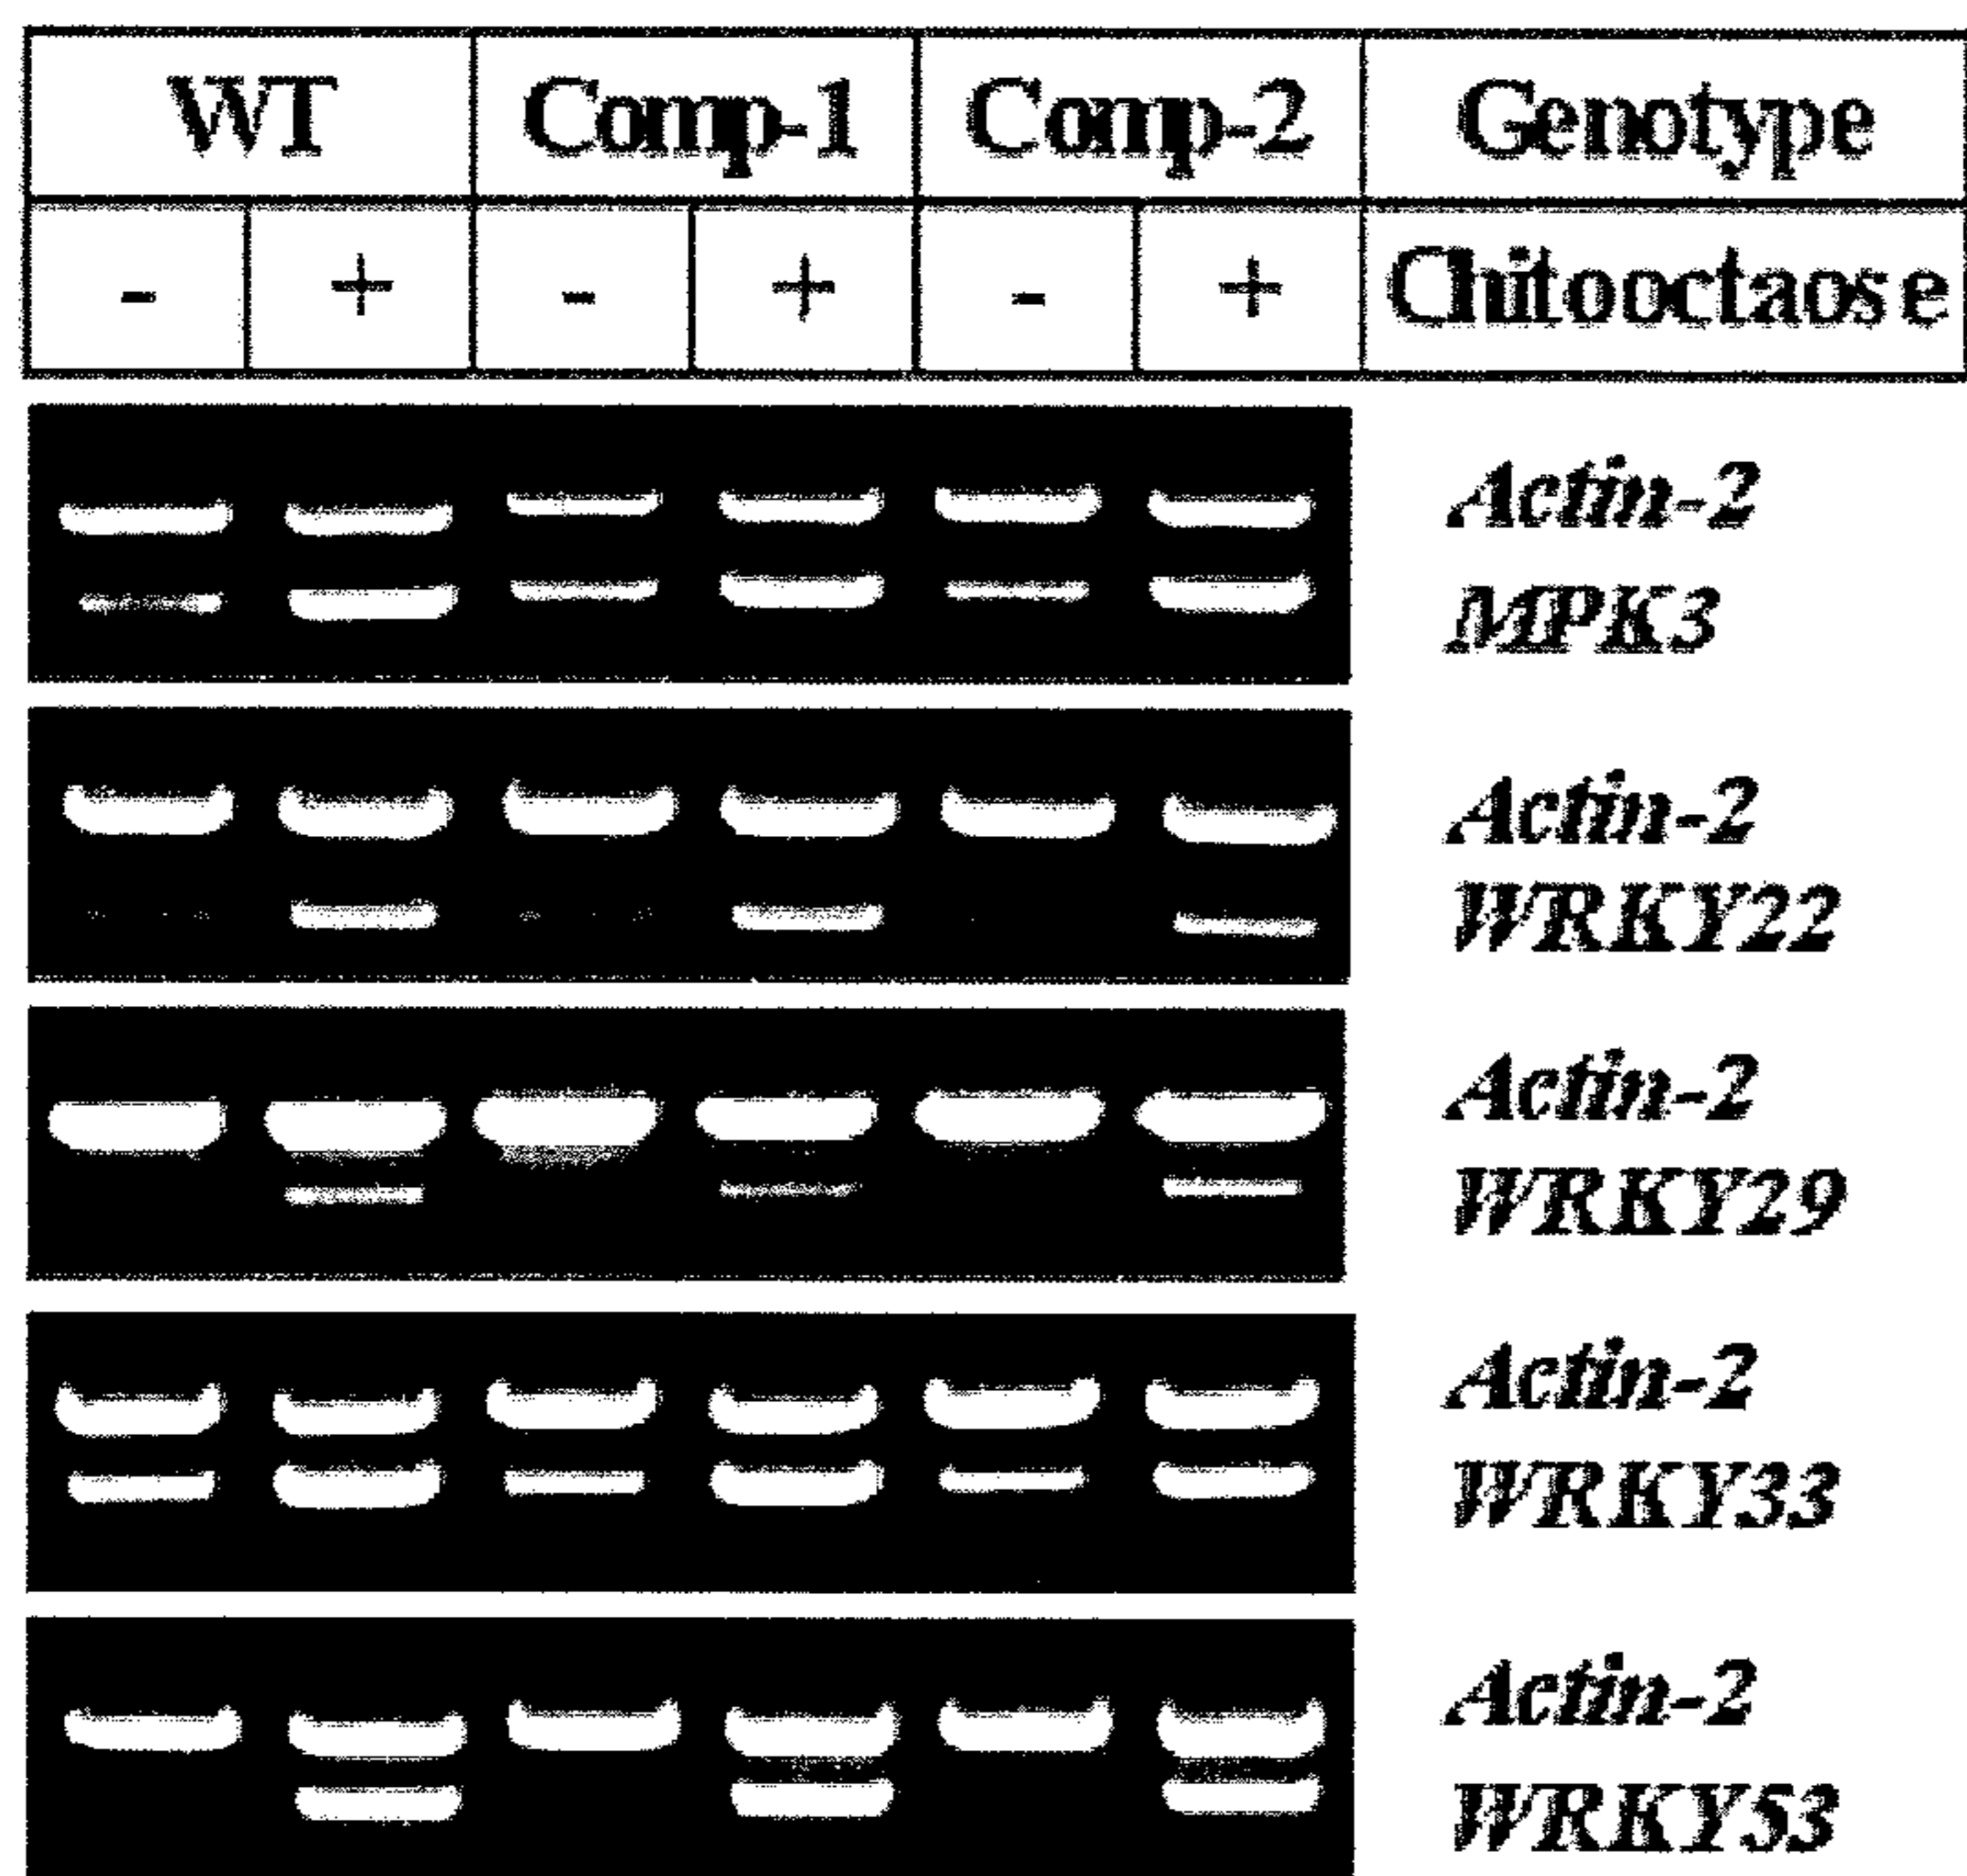 WT Comp-1 Comp-2 Genotype
- + - + - + Chitooctaose
Actin-2
MPK3
Actin-2
WRKY22
Actin-2
WRKY29
Actin-2
WRKY33
Actin-2
WRKY53